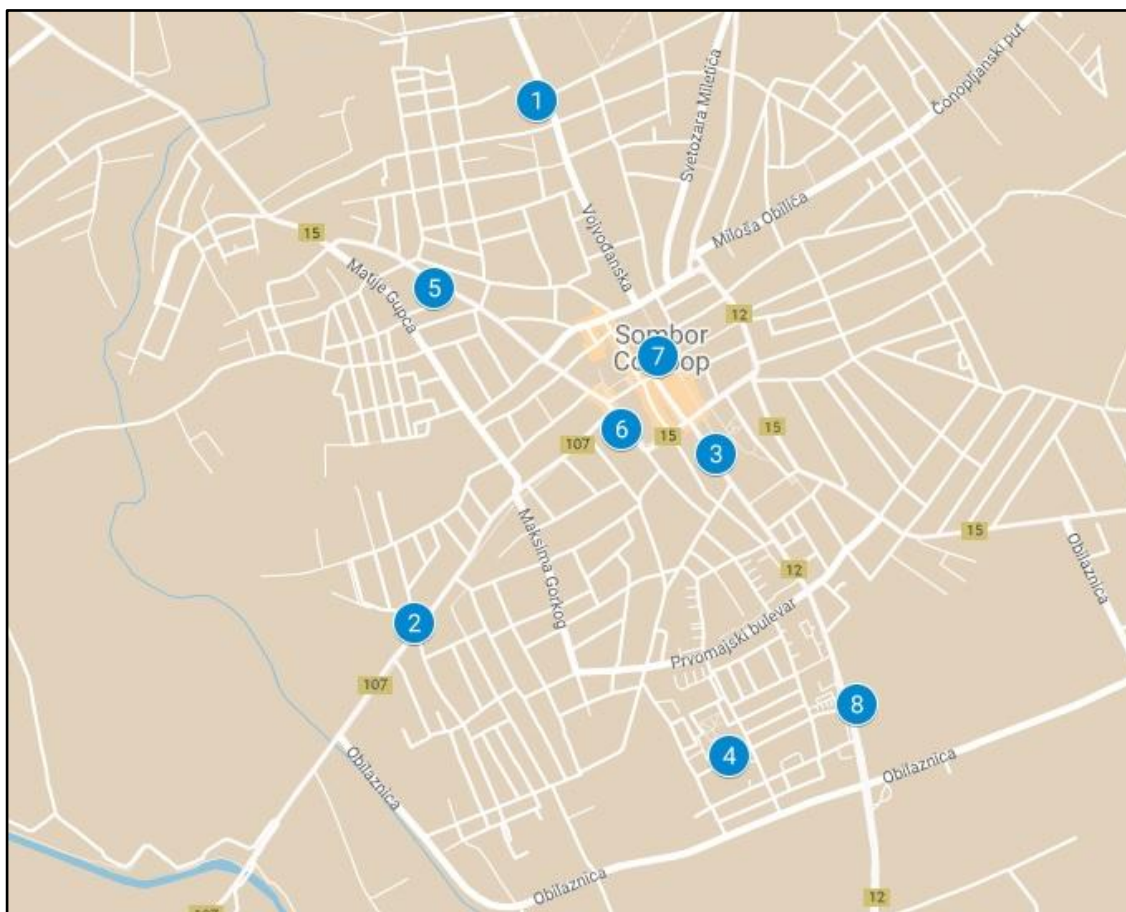 Čonopljanski put
Svetozara Miletića
1
Miloša Obilića
Vojvođanska
15
Matije Gupca
5
12
Sombor
7
6
107
15
3
15
Maksima Gorkog
15
Obilaznica
12
2
Prvomajski bulevar
107
8
4
Obilaznica
Obilaznica
Obilaznica
12
107